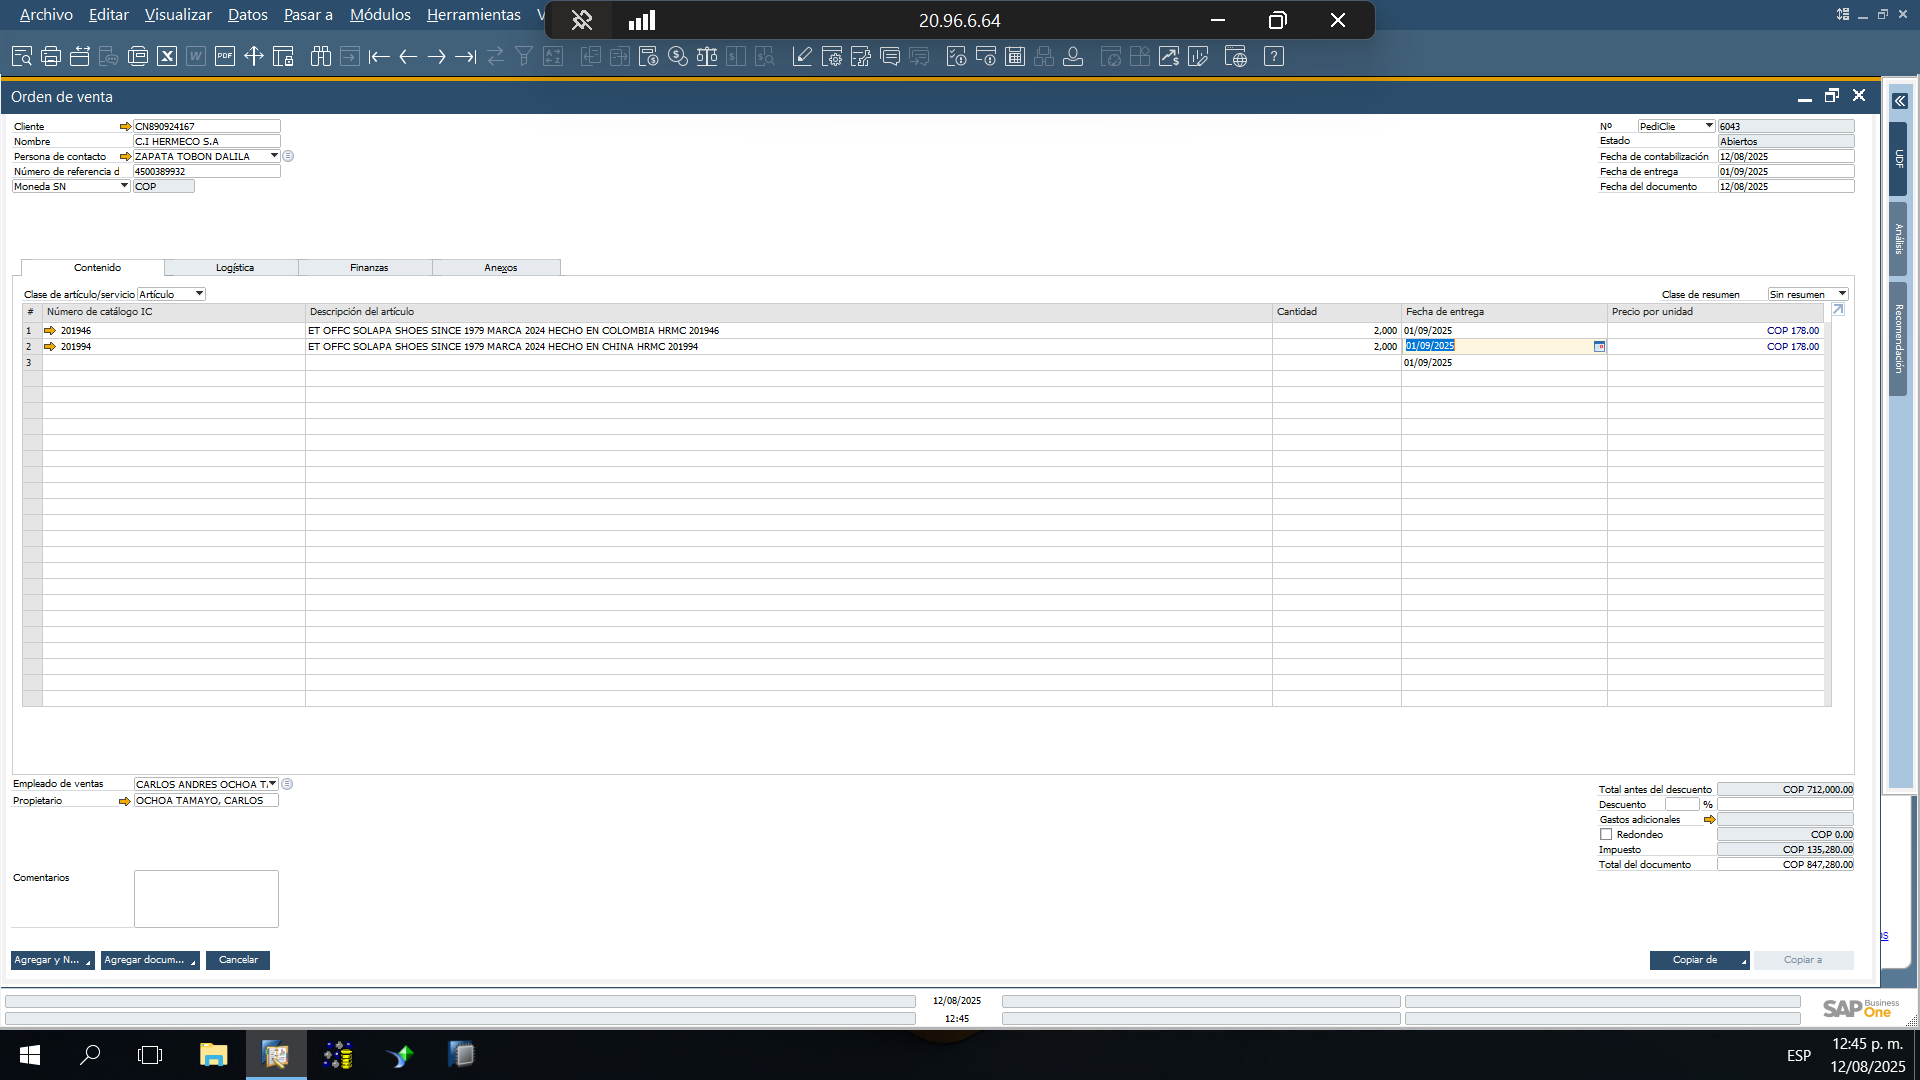 Archivo Editar Visualizar Datos Pasar a Módulos Herramientas V
20.96.6.64
Orden de venta
Cliente CN890924167
Nombre C.I HERMECO S.A
Persona de contacto ZAPATA TOBON DALILA
Número de referencia d 4500389932
Moneda SN COP
Nº PediClie 6043
Estado Abiertos
Fecha de contabilización 12/08/2025
Fecha de entrega 01/09/2025
Fecha del documento 12/08/2025
UDF
Análisis
Recomendación
Contenido Logística Finanzas Anexos
Clase de artículo/servicio Artículo
Clase de resumen Sin resumen
# Número de catálogo IC Descripción del artículo Cantidad Fecha de entrega Precio por unidad
1 201946 ET OFFC SOLAPA SHOES SINCE 1979 MARCA 2024 HECHO EN COLOMBIA HRMC 201946 2,000 01/09/2025 COP 178.00
2 201994 ET OFFC SOLAPA SHOES SINCE 1979 MARCA 2024 HECHO EN CHINA HRMC 201994 2,000 01/09/2025 COP 178.00
3 01/09/2025
Empleado de ventas CARLOS ANDRES OCHOA T.
Propietario OCHOA TAMAYO, CARLOS
Comentarios
Total antes del descuento COP 712,000.00
Descuento %
Gastos adicionales
Redondeo COP 0.00
Impuesto COP 135,280.00
Total del documento COP 847,280.00
Agregar y N... Agregar docum... Cancelar
Copiar de Copiar a
os
12/08/2025
12:45
SAP Business One
ESP
12:45 p. m.
12/08/2025